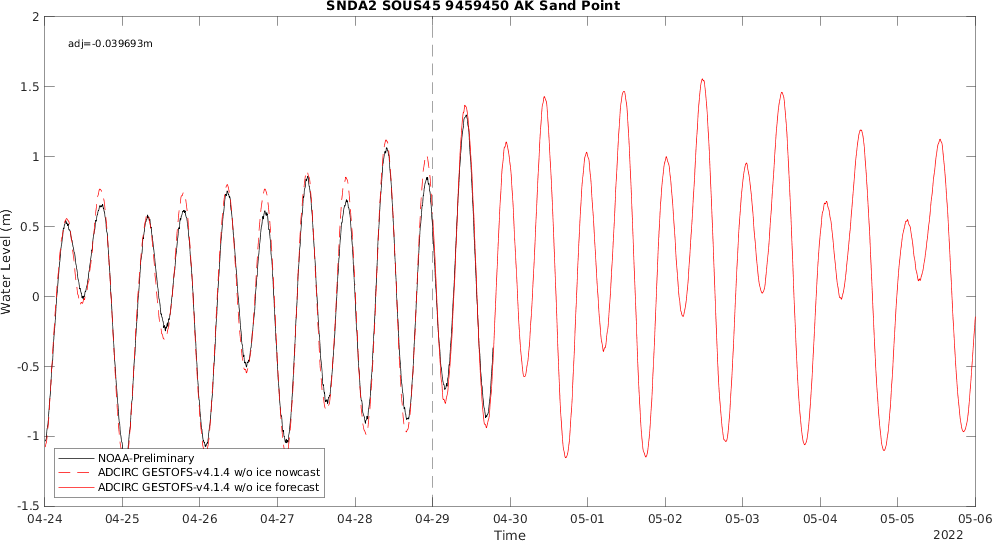 SNDA2 SOUS45 9459450 AK Sand Point
adj=-0.039693m
2
1.5
1
0.5
0
-0.5
-1
-1.5
Water Level (m)
NOAA-Preliminary
ADCIRC GESTOFS-v4.1.4 w/o ice nowcast
ADCIRC GESTOFS-v4.1.4 w/o ice forecast
04-24 04-25 04-26 04-27 04-28 04-29 04-30 05-01 05-02 05-03 05-04 05-05 05-06
Time
2022